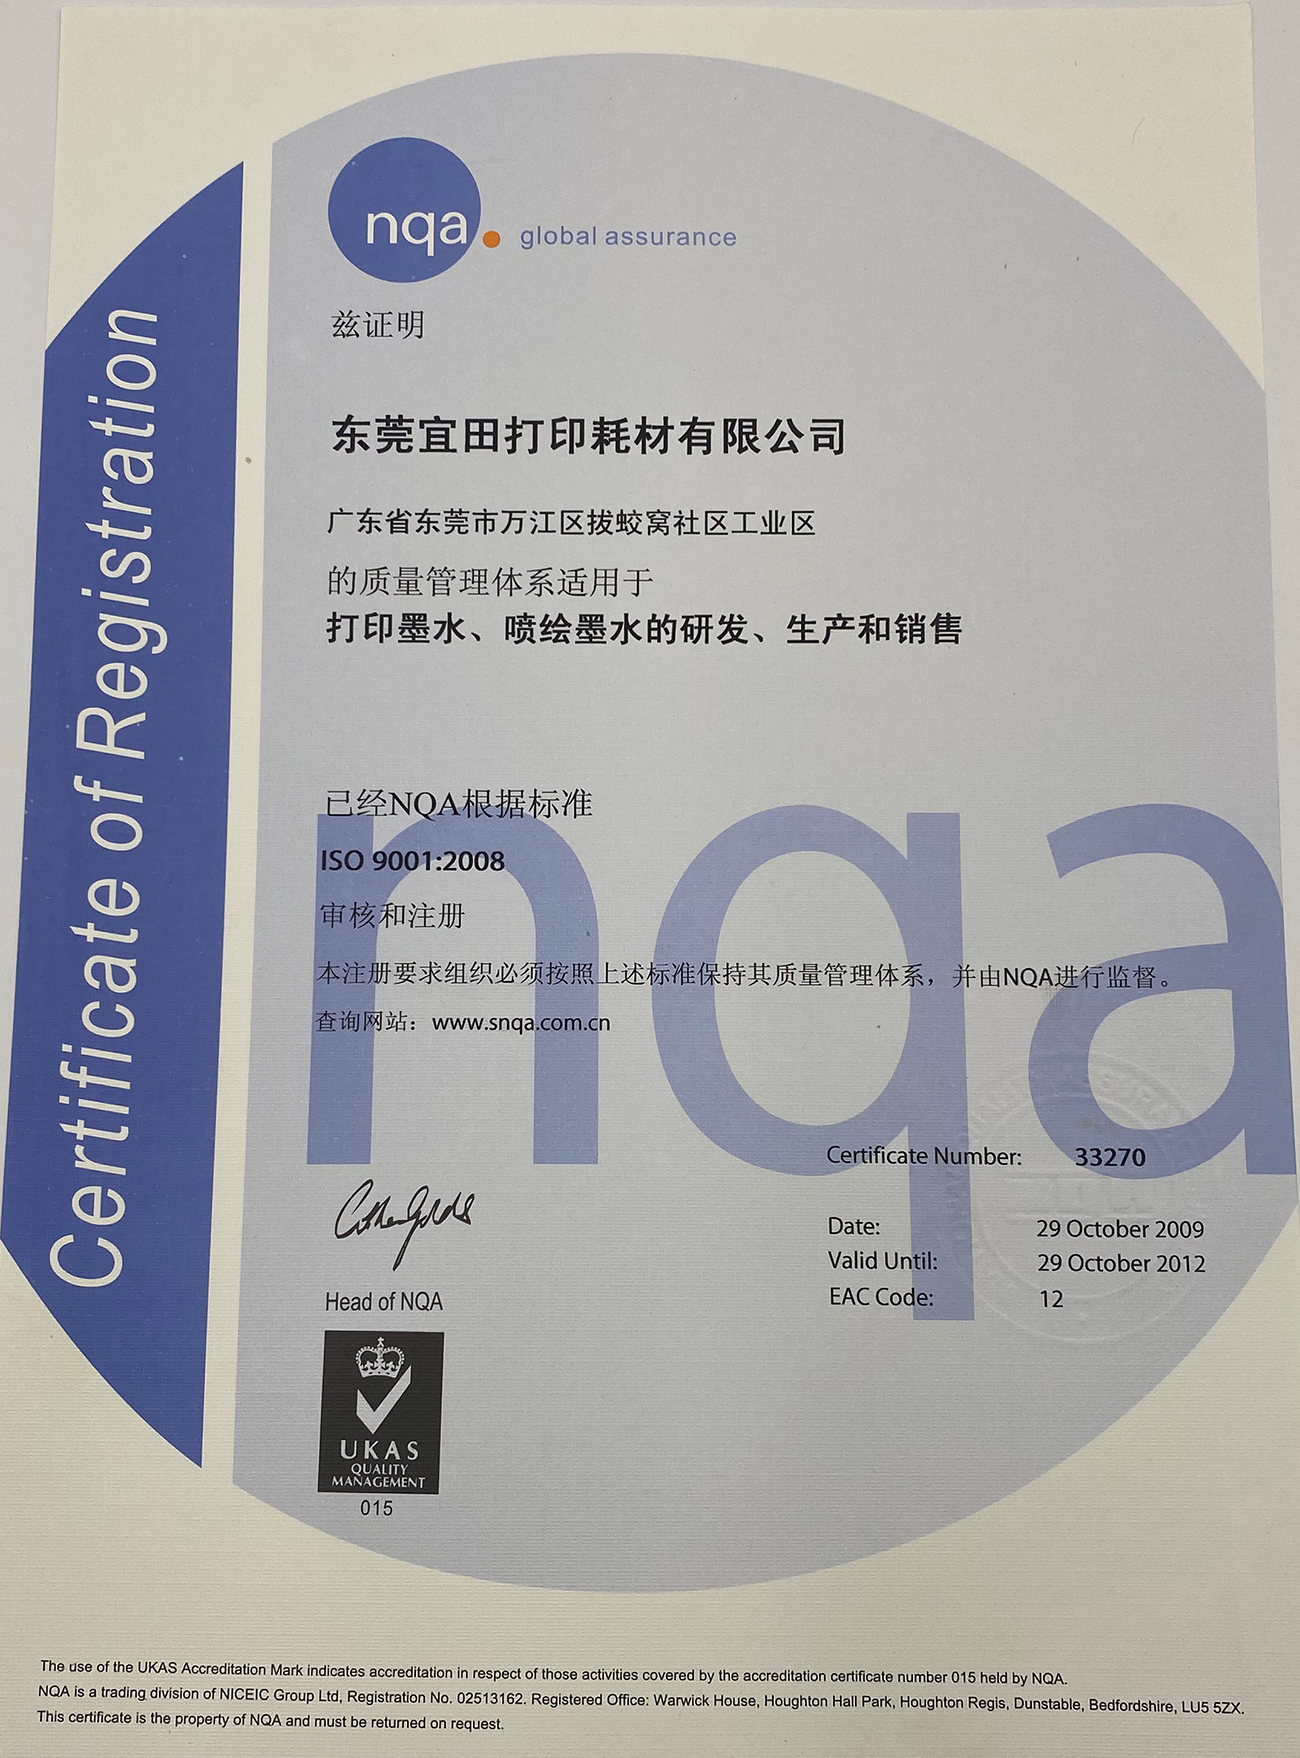 Certificate of Registration
nqa. global assurance
兹证明
东莞宜田打印耗材有限公司
广东省东莞市万江区拔蛟窝社区工业区
的质量管理体系适用于
打印墨水、喷绘墨水的研发、生产和销售
已经NQA根据标准
ISO 9001:2008
审核和注册
本注册要求组织必须按照上述标准保持其质量管理体系，并由NQA进行监督。
查询网站：www.snqa.com.cn
nqa
Certificate Number: 33270
Date: 29 October 2009
Valid Until: 29 October 2012
EAC Code: 12
Head of NQA
UKAS
QUALITY
MANAGEMENT
015
The use of the UKAS Accreditation Mark indicates accreditation in respect of those activities covered by the accreditation certificate number 015 held by NQA.
NQA is a trading division of NICEIC Group Ltd, Registration No. 02513162. Registered Office: Warwick House, Houghton Hall Park, Houghton Regis, Dunstable, Bedfordshire, LU5 5ZX.
This certificate is the property of NQA and must be returned on request.